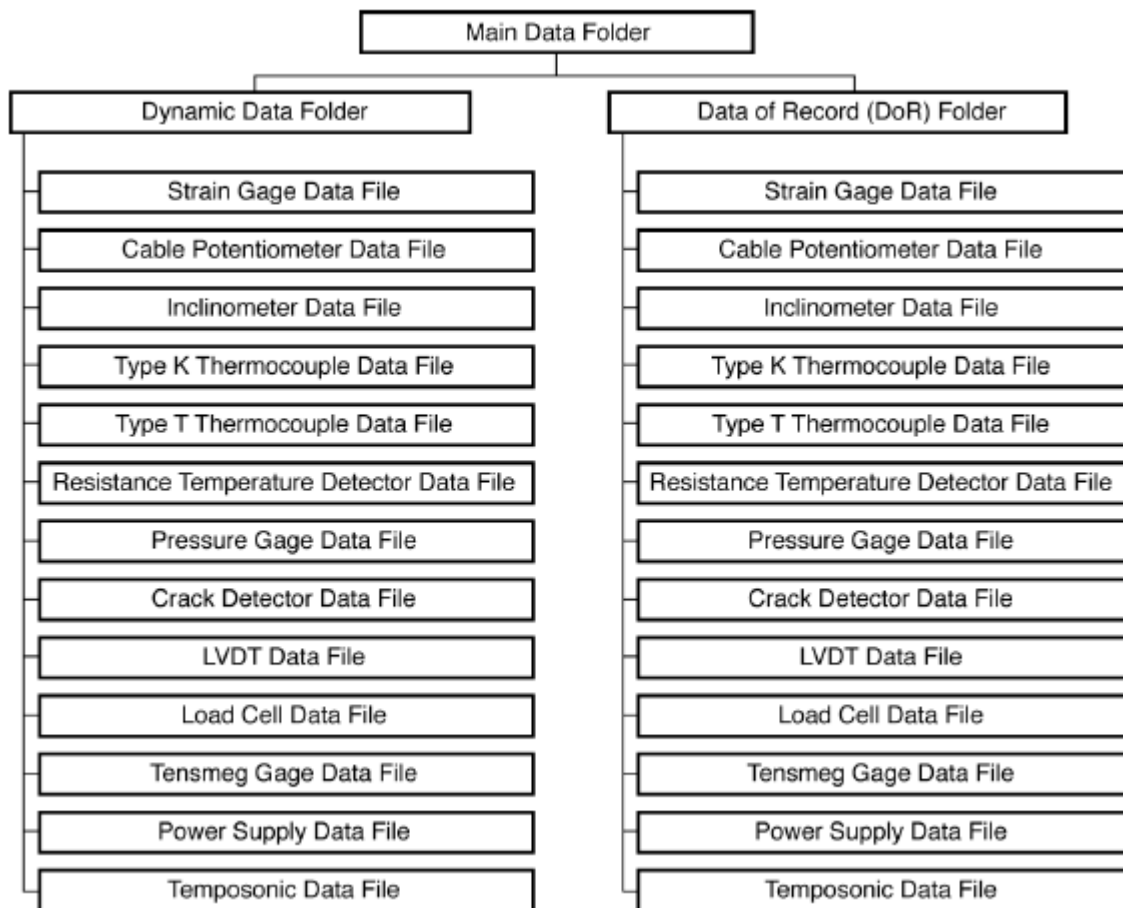 Main Data Folder
Dynamic Data Folder
Strain Gage Data File
Cable Potentiometer Data File
Inclinometer Data File
Type K Thermocouple Data File
Type T Thermocouple Data File
Resistance Temperature Detector Data File
Pressure Gage Data File
Crack Detector Data File
LVDT Data File
Load Cell Data File
Tensmeg Gage Data File
Power Supply Data File
Temposonic Data File
Data of Record (DoR) Folder
Strain Gage Data File
Cable Potentiometer Data File
Inclinometer Data File
Type K Thermocouple Data File
Type T Thermocouple Data File
Resistance Temperature Detector Data File
Pressure Gage Data File
Crack Detector Data File
LVDT Data File
Load Cell Data File
Tensmeg Gage Data File
Power Supply Data File
Temposonic Data File